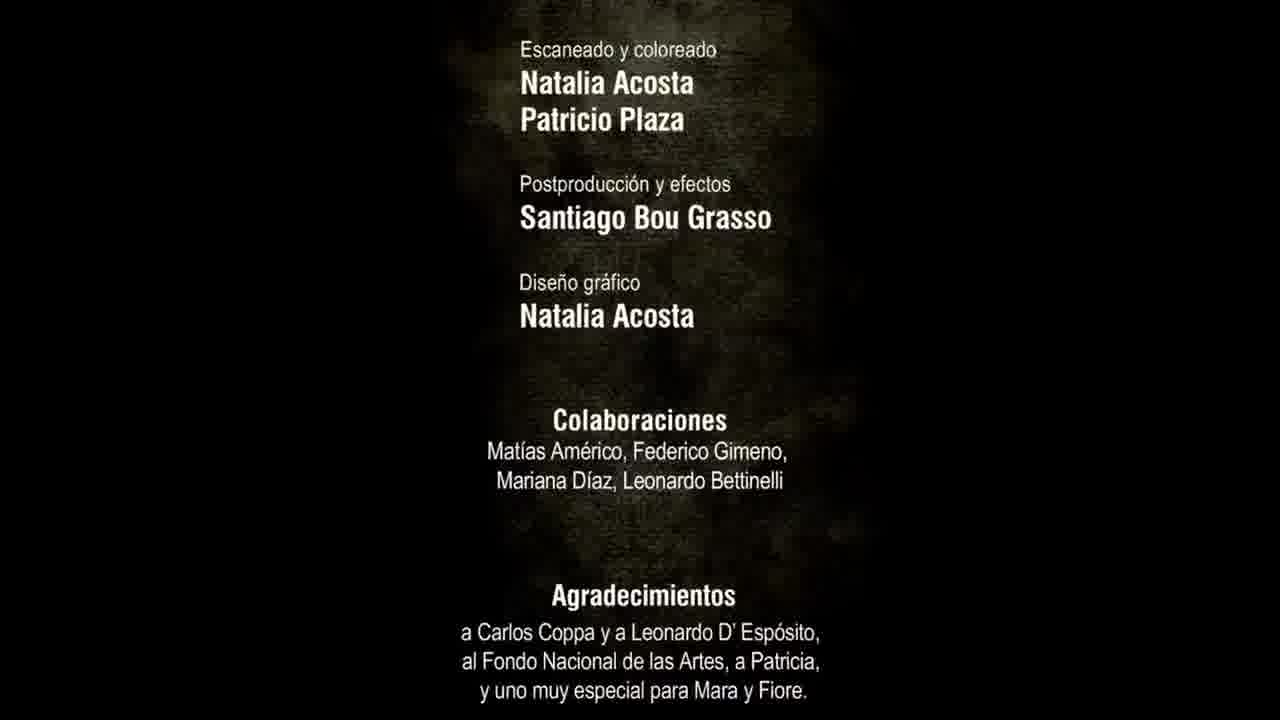 Escaneado y coloreado
Natalia Acosta
Patricio Plaza
Postproducción y efectos
Santiago Bou Grasso
Diseño gráfico
Natalia Acosta
Colaboraciones
Matías Américo, Federico Gimeno,
Mariana Díaz, Leonardo Bettinelli
Agradecimientos
a Carlos Coppa y a Leonardo D' Espósito,
al Fondo Nacional de las Artes, a Patricia,
y uno muy especial para Mara y Fiore.